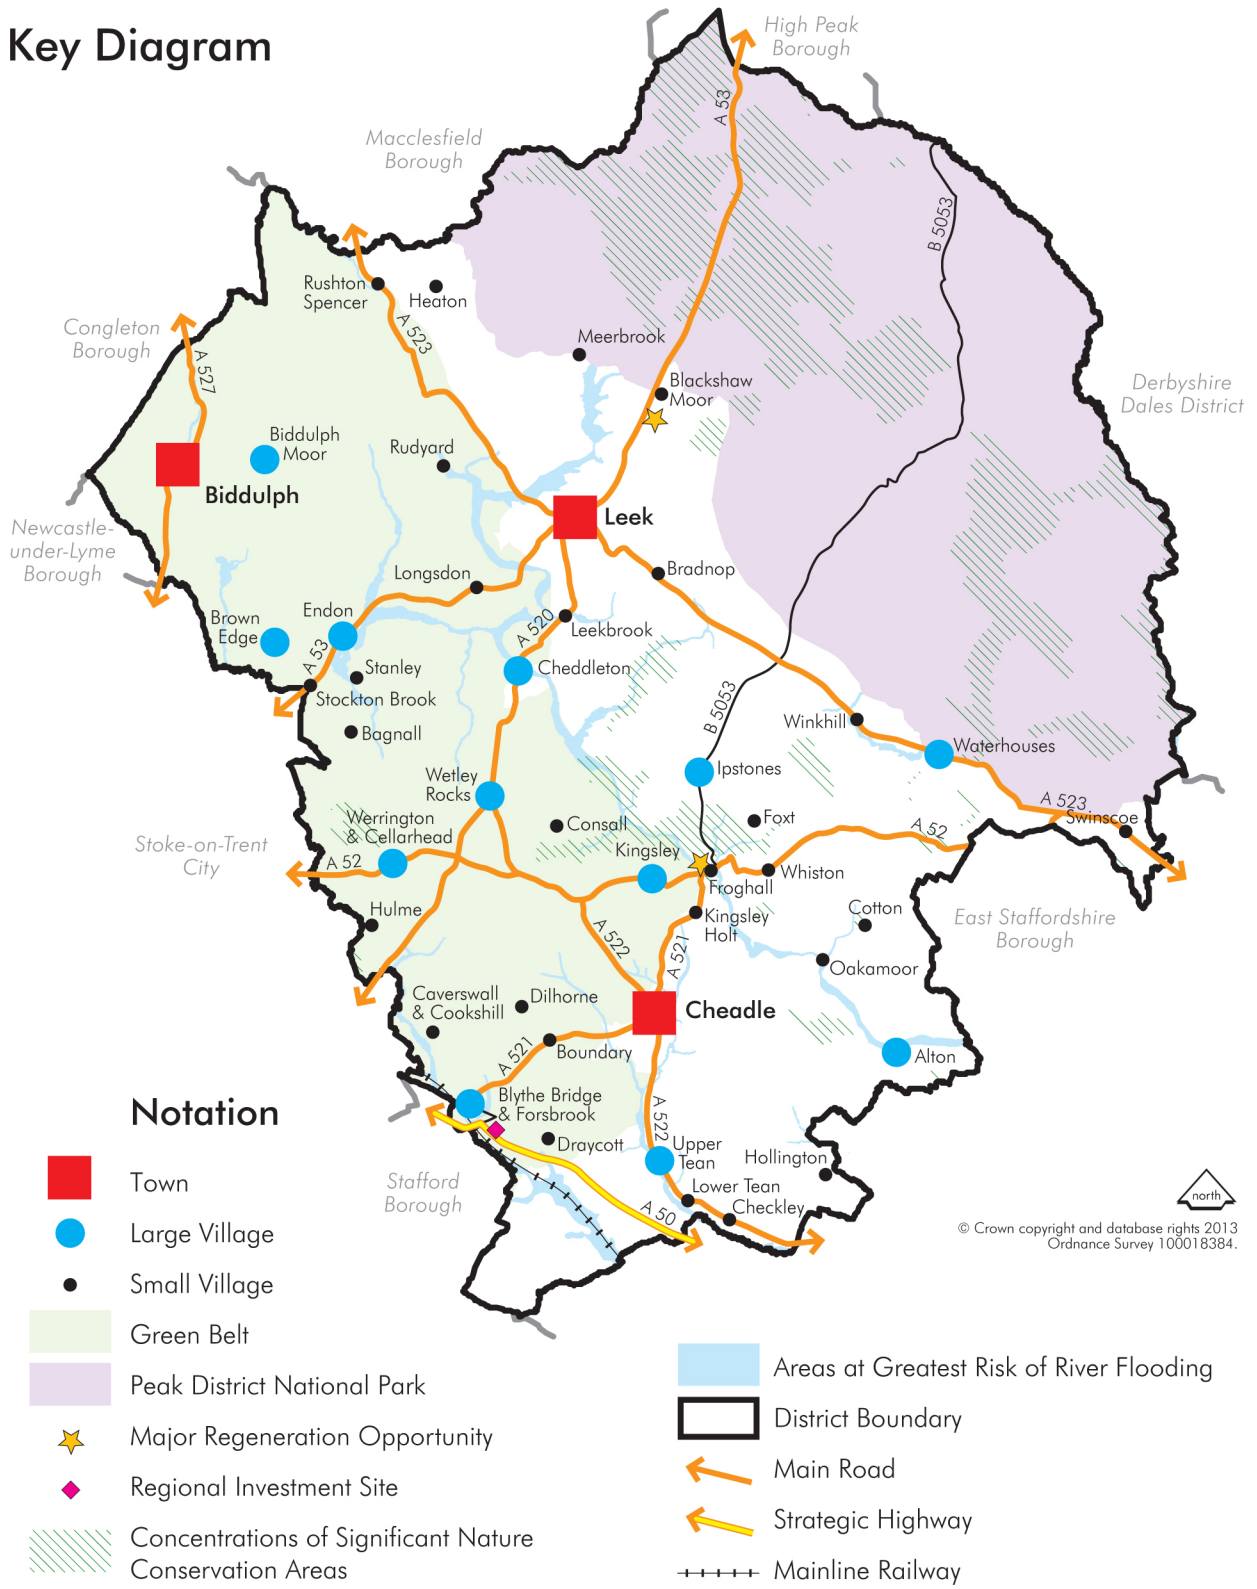 Key Diagram
High Peak
Borough
A 53
Macclesfield
Borough
B 5053
Rushton
Spencer
Heaton
A 523
Congleton
Borough
A 527
Meerbrook
Blackshaw
Moor
Derbyshire
Dales District
Biddulph
Moor
Rudyard
Biddulph
Leek
Newcastle-
under-Lyme
Borough
Longsdon
Bradnop
Endon
Brown
Edge
A 520
Leekbrook
A 53
Stanley
Cheddleton
Stockton Brook
B 5053
Bagnall
Winkhill
Waterhouses
Wetley
Rocks
Ipstones
A 523
Swinscoe
Werrington
& Cellarhead
Consall
Foxt
A 52
Stoke-on-Trent
City
A 52
Kingsley
Froghall
Whiston
Hulme
Kingsley
Holt
Cotton
East Staffordshire
Borough
A 522
A 521
Oakamoor
Caverswall
& Cookshill
Dilhorne
Cheadle
Boundary
A 521
Alton
Blythe Bridge
& Forsbrook
A 522
Draycott
Upper
Tean
Hollington
Stafford
Borough
Lower Tean
Checkley
A 50
north
© Crown copyright and database rights 2013
Ordnance Survey 100018384.
Notation
Town
Large Village
Small Village
Green Belt
Peak District National Park
Major Regeneration Opportunity
Regional Investment Site
Concentrations of Significant Nature
Conservation Areas
Areas at Greatest Risk of River Flooding
District Boundary
Main Road
Strategic Highway
Mainline Railway